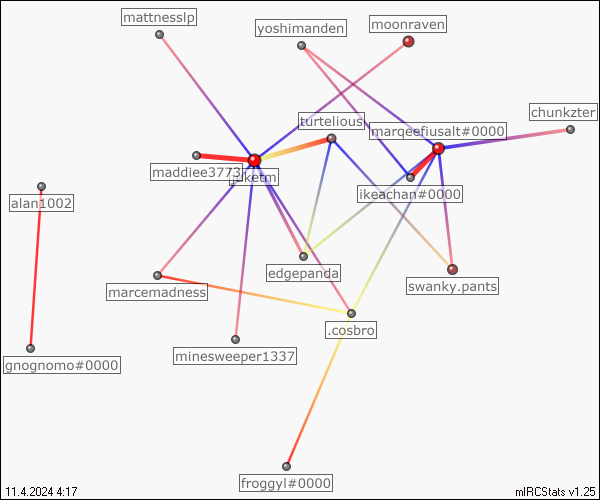 mattnesslp
yoshimanden
moonraven
chunkzter
turtelious
marqeefiusalt#0000
maddiee3773
ikeachan#0000
alan1002
edgepanda
swanky.pants
marcemadness
.cosbro
minesweeper1337
gnognomo#0000
froggyl#0000
11.4.2024 4:17
mIRCStats v1.25